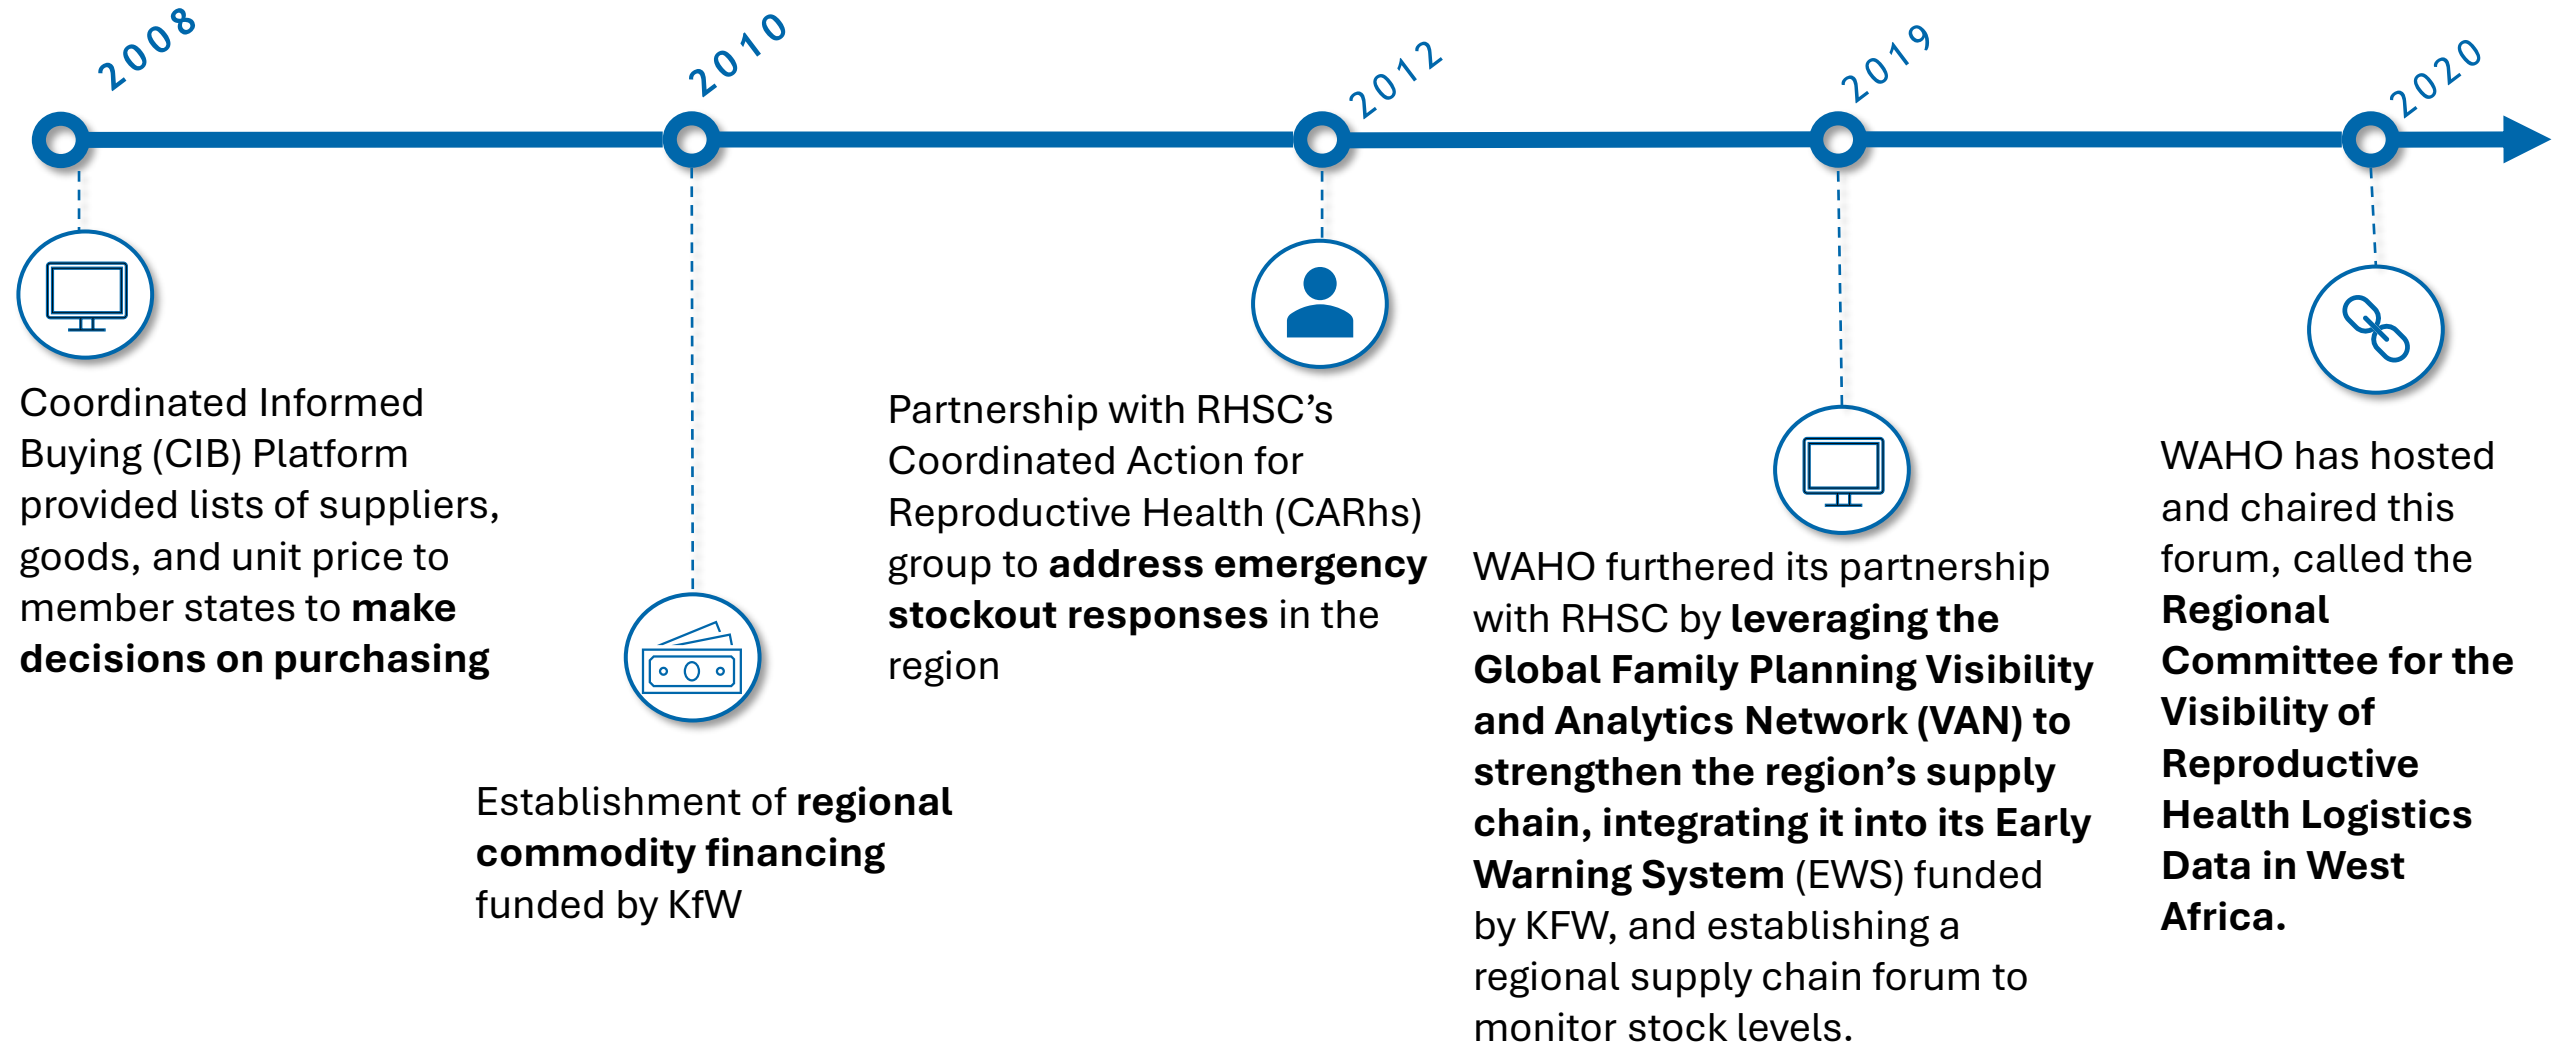 2008
2010
2012
2019
2020
Coordinated Informed
Buying (CIB) Platform
provided lists of suppliers,
goods, and unit price to
member states to make
decisions on purchasing
Establishment of regional
commodity financing
funded by KfW
Partnership with RHSC’s
Coordinated Action for
Reproductive Health (CARhs)
group to address emergency
stockout responses in the
region
WAHO furthered its partnership
with RHSC by leveraging the
Global Family Planning Visibility
and Analytics Network (VAN) to
strengthen the region’s supply
chain, integrating it into its Early
Warning System (EWS) funded
by KFW, and establishing a
regional supply chain forum to
monitor stock levels.
WAHO has hosted
and chaired this
forum, called the
Regional
Committee for the
Visibility of
Reproductive
Health Logistics
Data in West
Africa.